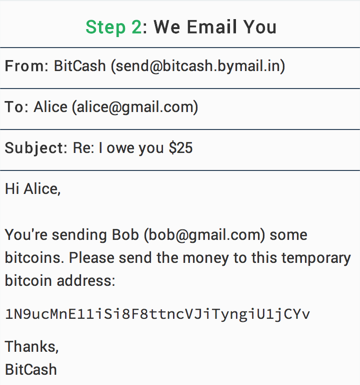 Step 2: We Email You
From: BitCash (send@bitcash.bymail.in)
To: Alice (alice@gmail.com)
Subject: Re: I owe you $25
Hi Alice,
You're sending Bob (bob@gmail.com) some
bitcoins. Please send the money to this temporary
bitcoin address:
1N9ucMnE11iSi8F8ttncVJiTyngiU1jCYv
Thanks,
BitCash